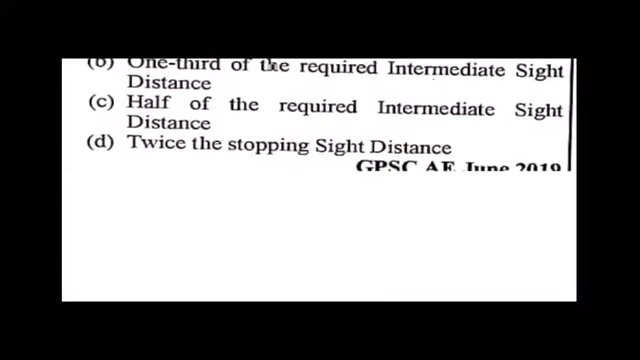 (b) One-third of the required Intermediate Sight
Distance
(c) Half of the required Intermediate Sight
Distance
(d) Twice the stopping Sight Distance
GPSC AE June 2019